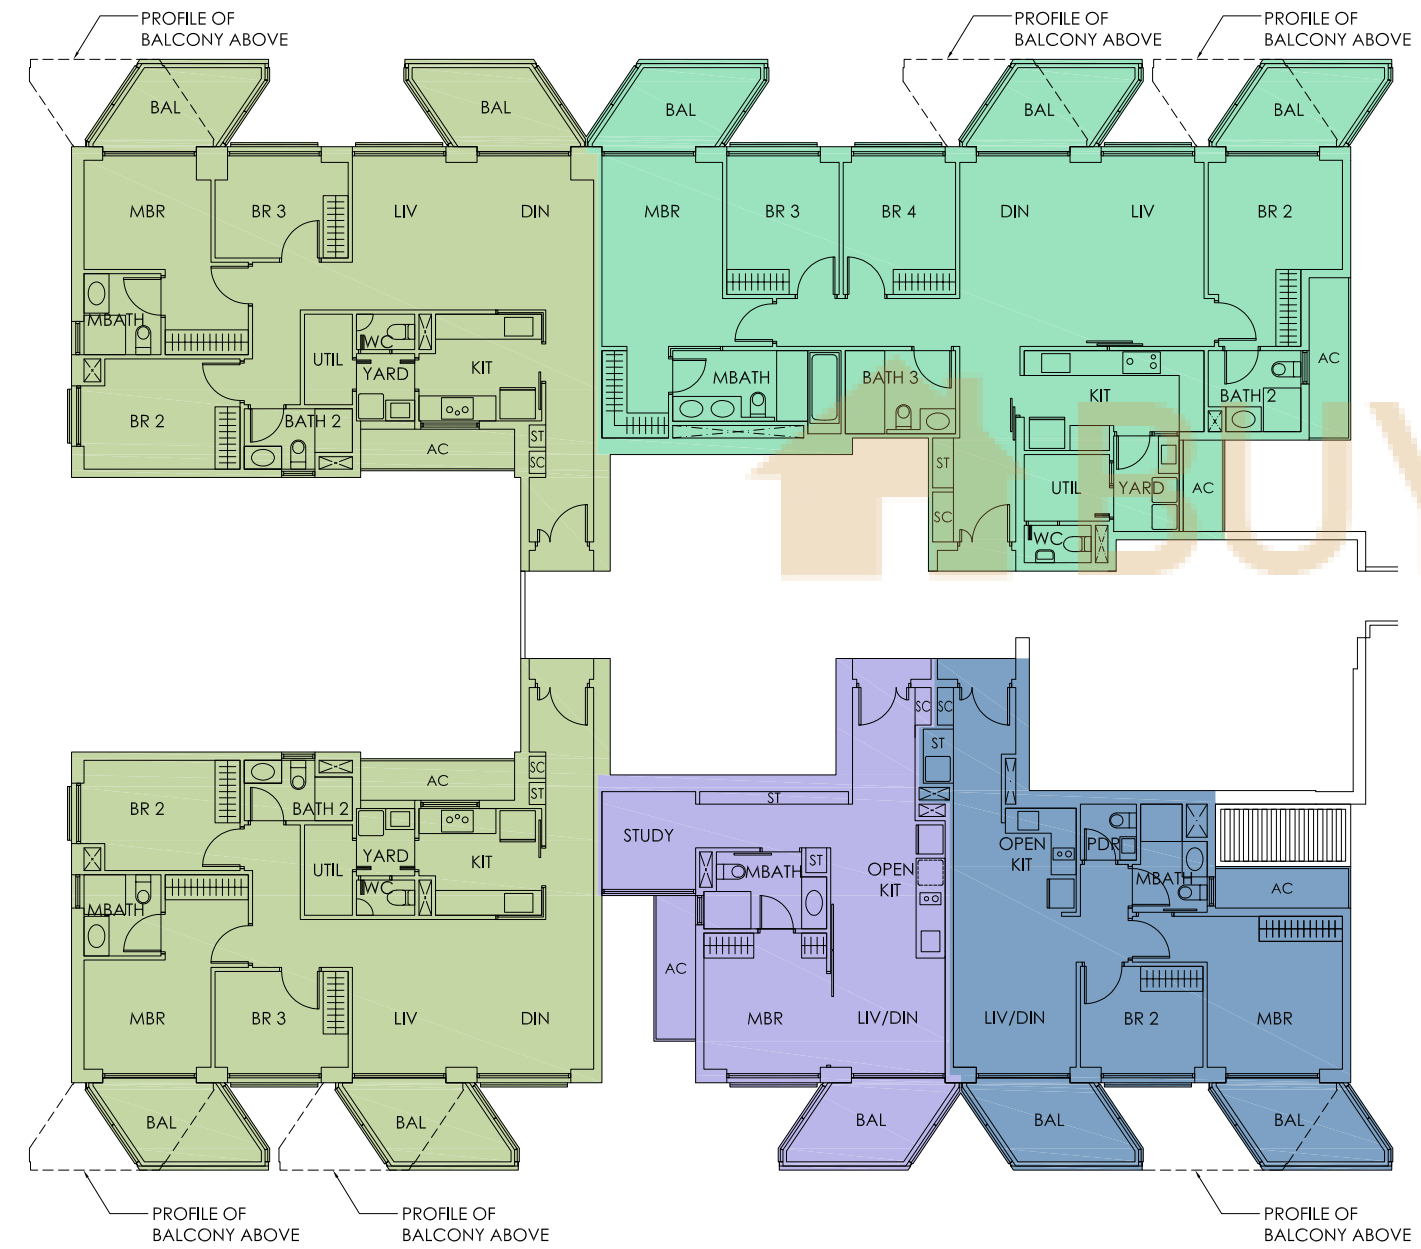 PROFILE OF
BALCONY ABOVE
PROFILE OF
BALCONY ABOVE
PROFILE OF
BALCONY ABOVE
BAL
BAL
BAL
BAL
BAL
MBR
BR 3
LIV
DIN
MBR
BR 3
BR 4
DIN
LIV
BR 2
MBATH
UTIL
WC
YARD
KIT
MBATH
BATH 3
KIT
BATH 2
AC
BR 2
BATH 2
AC
ST
SC
ST
SC
UTIL
YARD
AC
WC
BUY
SC
SC
ST
AC
SC
ST
BR 2
BATH 2
ST
STUDY
UTIL
YARD
WC
KIT
MBATH
ST
OPEN
KIT
OPEN
KIT
PDR
MBATH
AC
MBATH
AC
MBR
BR 3
LIV
DIN
MBR
LIV/DIN
LIV/DIN
BR 2
MBR
BAL
BAL
BAL
BAL
BAL
PROFILE OF
BALCONY ABOVE
PROFILE OF
BALCONY ABOVE
PROFILE OF
BALCONY ABOVE